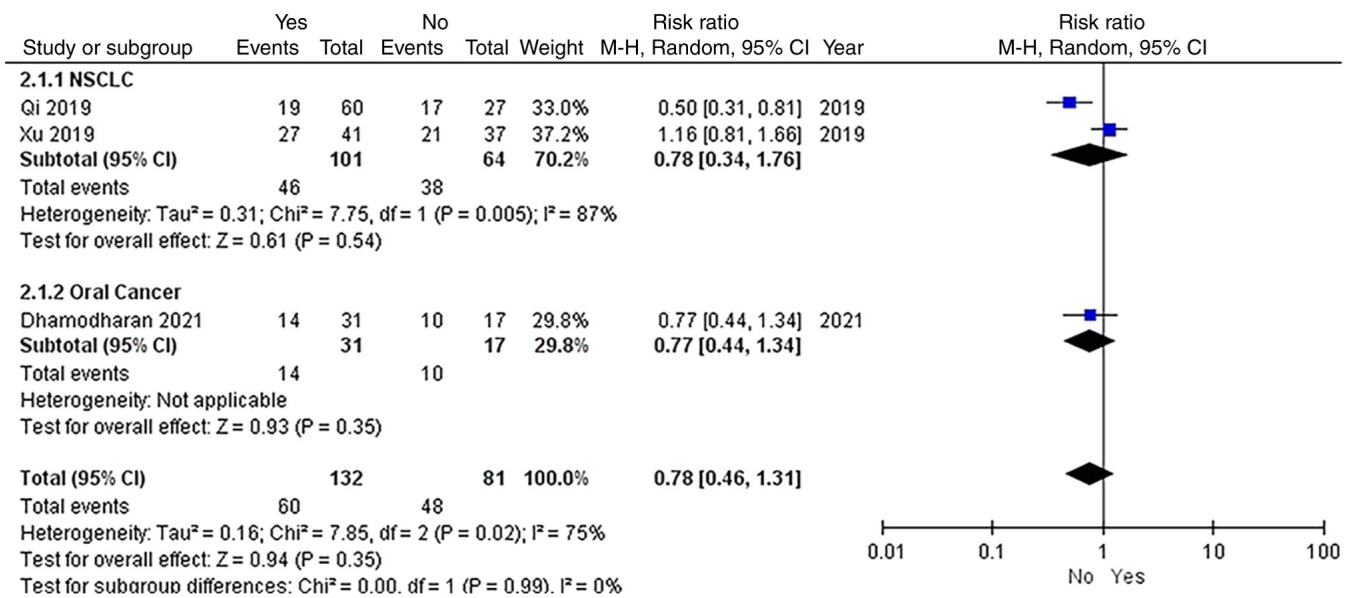 Yes No Risk ratio Risk ratio
Study or subgroup Events Total Events Total Weight M-H, Random, 95% CI Year M-H, Random, 95% CI
2.1.1 NSCLC
Qi 2019 19 60 17 27 33.0% 0.50 [0.31, 0.81] 2019
Xu 2019 27 41 21 37 37.2% 1.16 [0.81, 1.66] 2019
Subtotal (95% CI) 101 64 70.2% 0.78 [0.34, 1.76]
Total events 46 38
Heterogeneity: Tau² = 0.31; Chi² = 7.75, df = 1 (P = 0.005); I² = 87%
Test for overall effect: Z = 0.61 (P = 0.54)
2.1.2 Oral Cancer
Dhamodharan 2021 14 31 10 17 29.8% 0.77 [0.44, 1.34] 2021
Subtotal (95% CI) 31 17 29.8% 0.77 [0.44, 1.34]
Total events 14 10
Heterogeneity: Not applicable
Test for overall effect: Z = 0.93 (P = 0.35)
Total (95% CI) 132 81 100.0% 0.78 [0.46, 1.31]
Total events 60 48
Heterogeneity: Tau² = 0.16; Chi² = 7.85, df = 2 (P = 0.02); I² = 75%
Test for overall effect: Z = 0.94 (P = 0.35)
Test for subgroup differences: Chi² = 0.00, df = 1 (P = 0.99), I² = 0%
0.01 0.1 1 10 100
No Yes